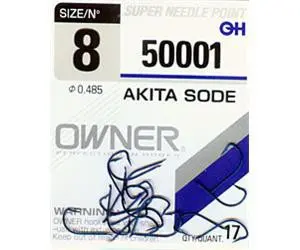 SIZE/N° SUPER NEEDLE POINT
8 50001
Ф 0.485 AKITA SODE
OWNER®
WARNING
OWNER hook
Keep out of reach of children
QTY/QUANT. 17